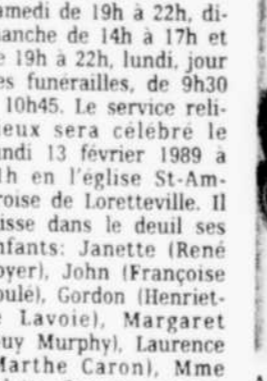 amedi de 19h à 22h, di-
anche de 14h à 17h et
e 19h à 22h, lundi, jour
es funérailles, de 9h30
10h45. Le service reli-
ieux sera célébré le
undi 13 février 1989 à
1h en l'église St-Am-
roise de Loretteville. Il
isse dans le deuil ses
nfants: Janette (René
oyer), John (Françoise
oulé), Gordon (Henriet-
e Lavoie), Margaret
uy Murphy), Laurence
Marthe Caron), Mme